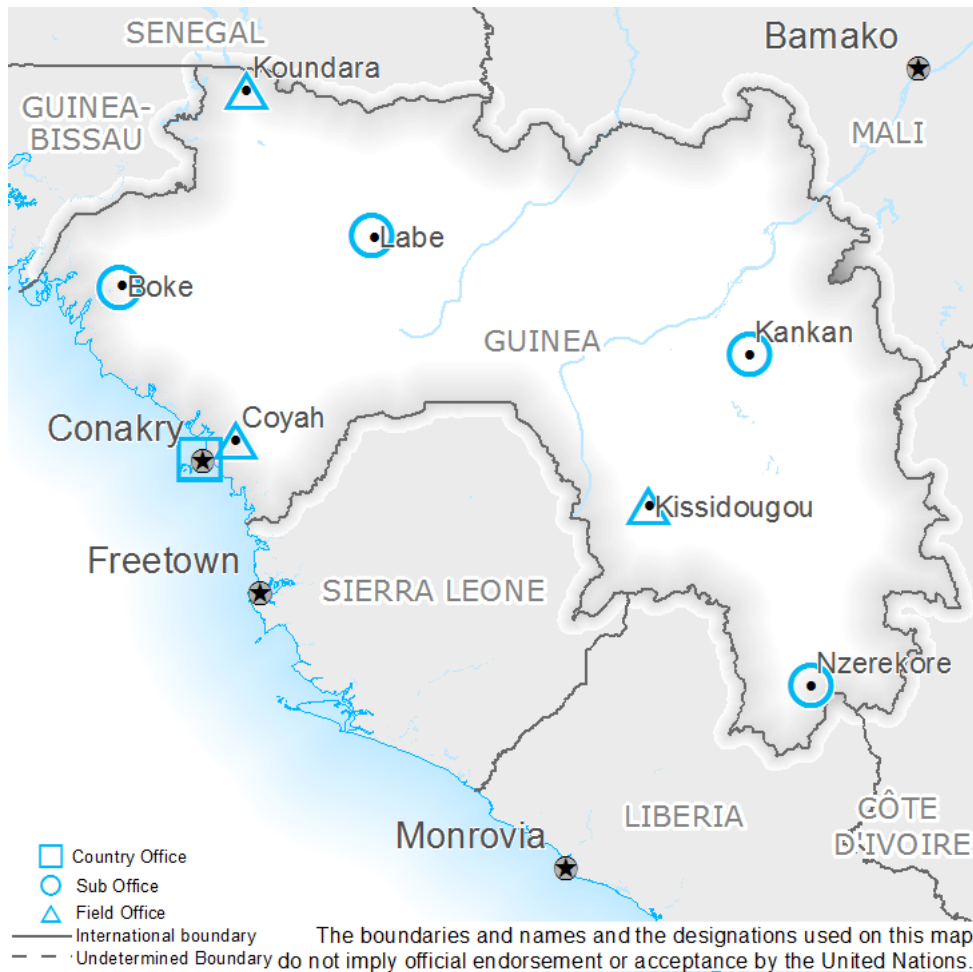 SENEGAL
Bamako
Koundara
GUINEA-
BISSAU
MALI
Labe
Boke
GUINEA
Kankan
Coyah
Conakry
Kissidougou
Freetown
SIERRA LEONE
Nzerekore
LIBERIA
CÔTE
D'IVOIRE
Monrovia
Country Office
Sub Office
Field Office
International boundary
Undetermined Boundary
The boundaries and names and the designations used on this map
do not imply official endorsement or acceptance by the United Nations.